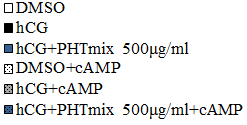 DMSO
hCG
hCG+PHTmix 500μg/ml
DMSO+cAMP
hCG+cAMP
hCG+PHTmix 500μg/ml+cAMP